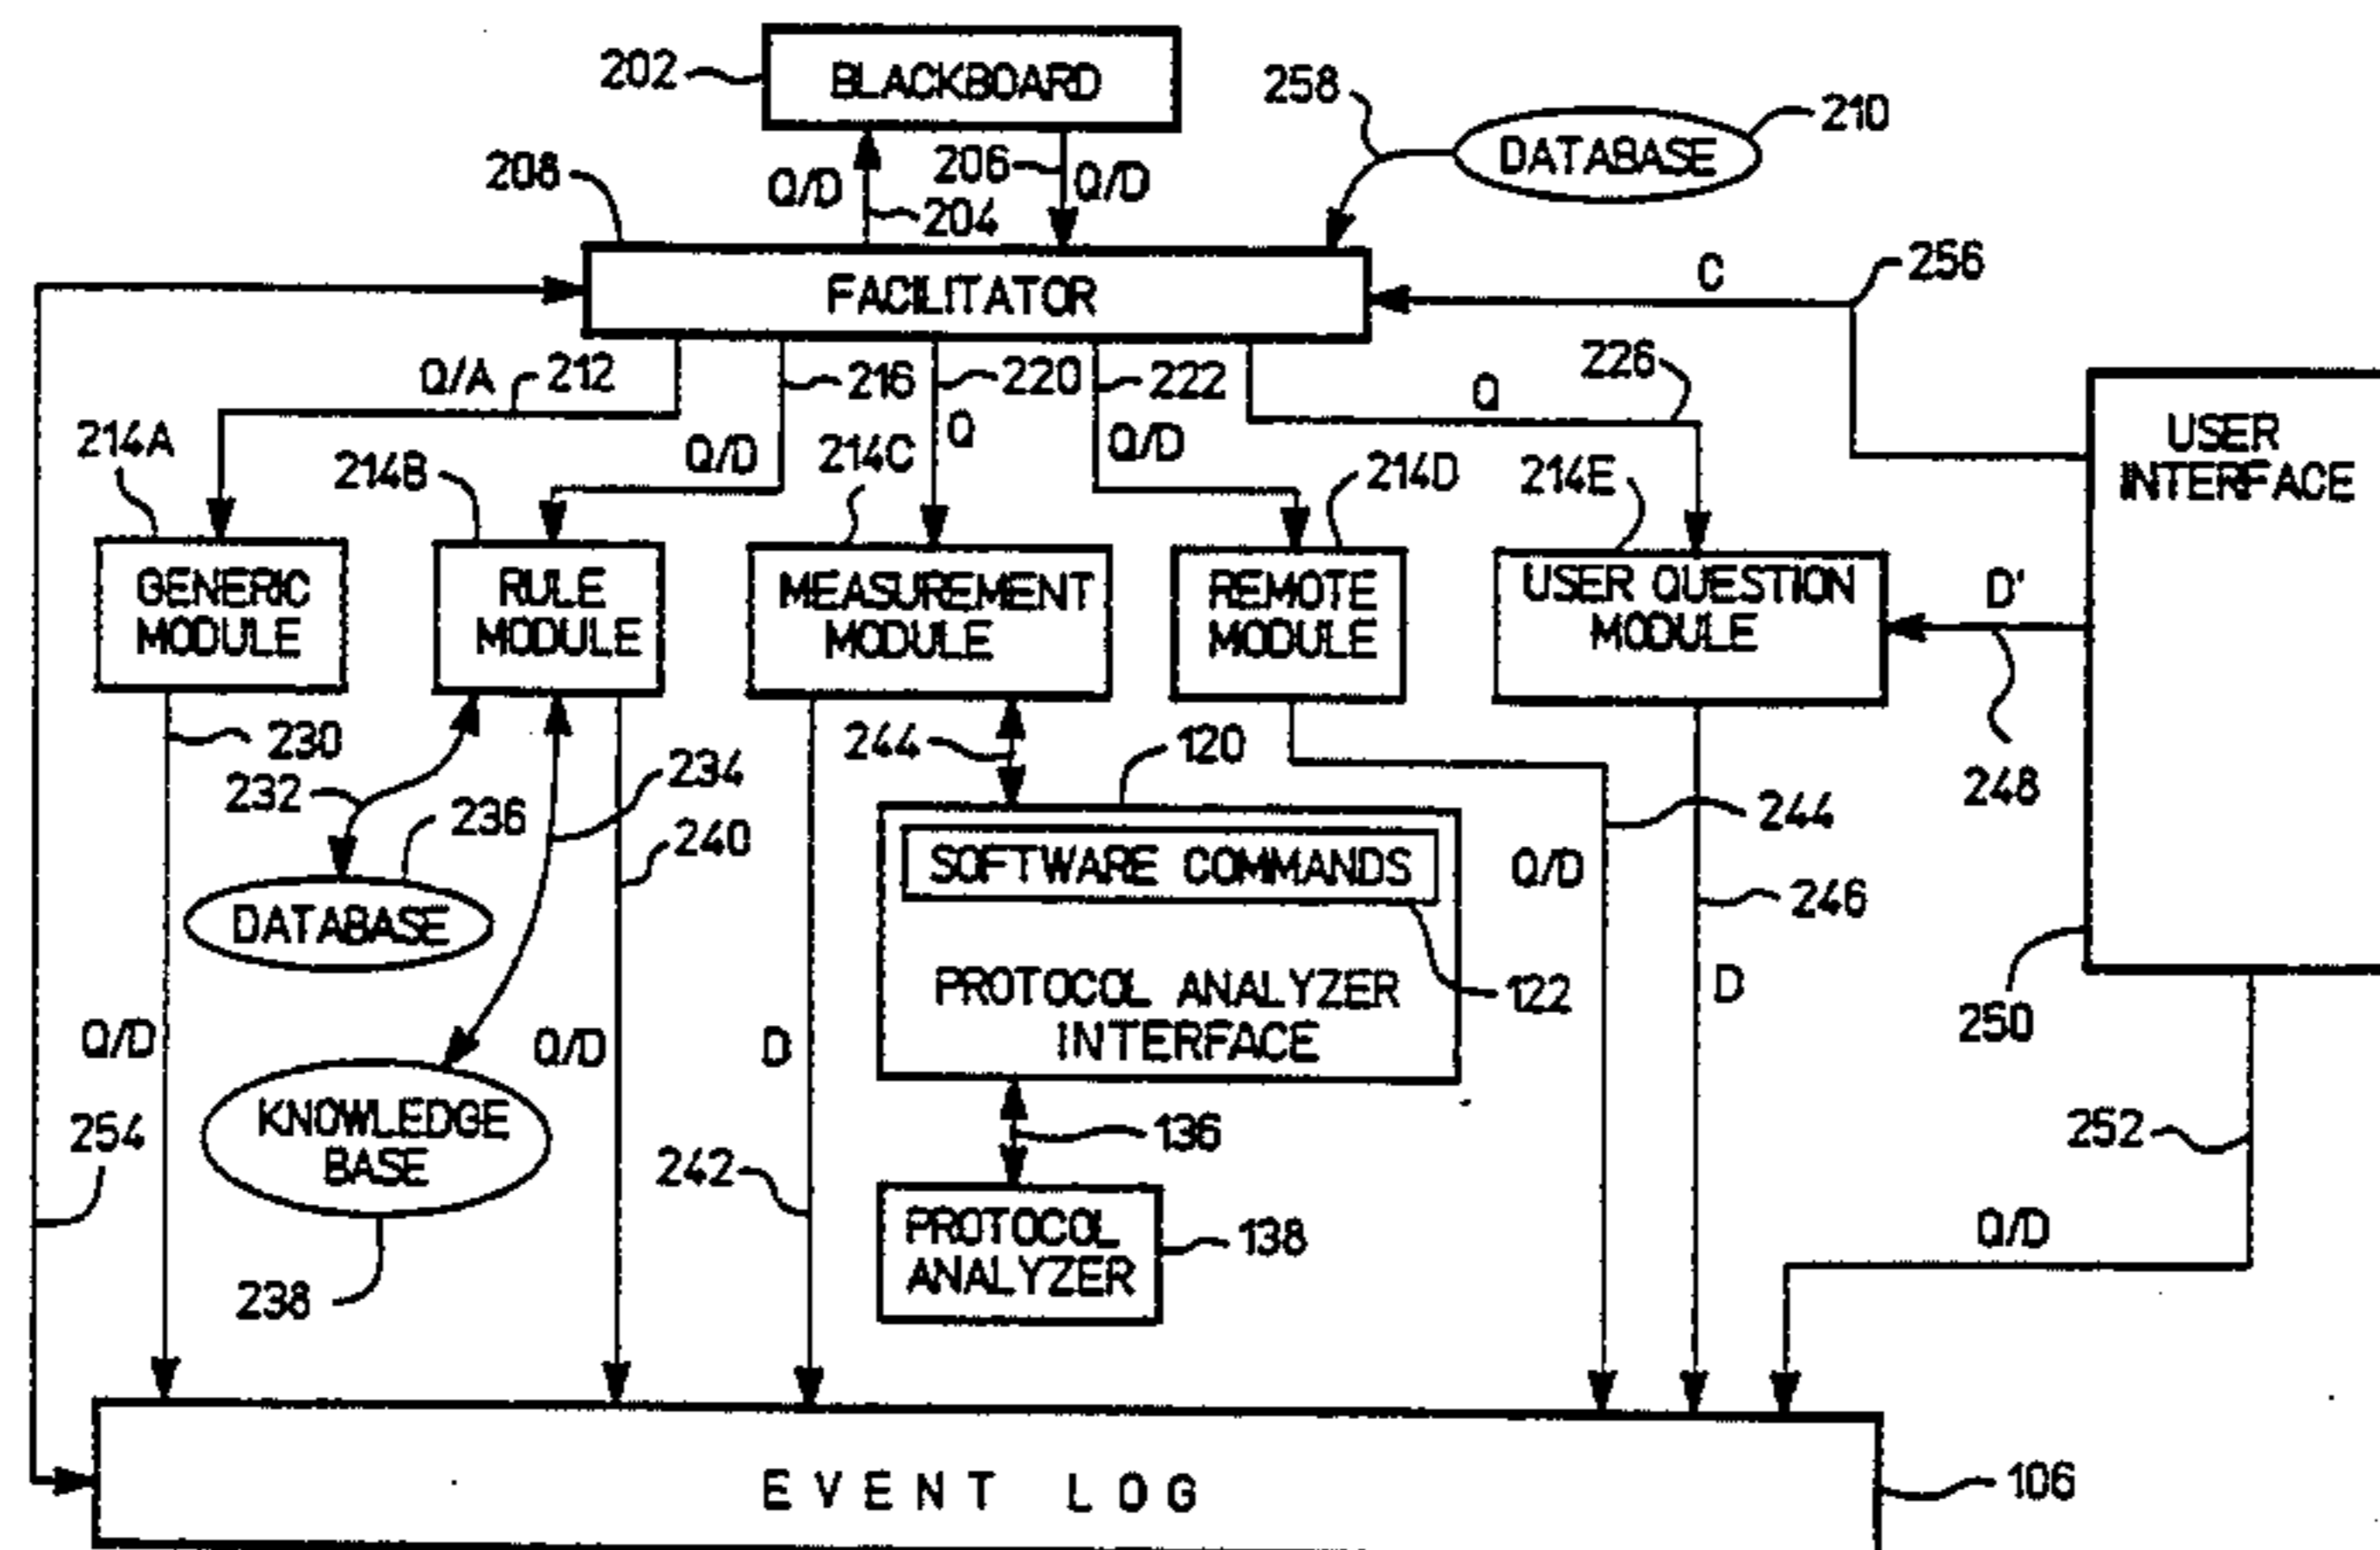 202
BLACKBOARD
258
210
DATABASE
208
Q/D
206
Q/D
204
FACILITATOR
C
256
Q/A
212
216
220
222
226
Q
214A
Q/D
214B
214C
Q
Q/D
214D
214E
USER
INTERFACE
GENERIC
MODULE
RULE
MODULE
MEASUREMENT
MODULE
REMOTE
MODULE
USER QUESTION
MODULE
D'
230
232
236
234
240
244
120
248
244
DATABASE
SOFTWARE COMMANDS
Q/D
246
PROTOCOL ANALYZER
INTERFACE
122
D
250
Q/D
Q/D
D
254
KNOWLEDGE
BASE
242
136
252
238
PROTOCOL
ANALYZER
138
Q/D
EVENT LOG
106